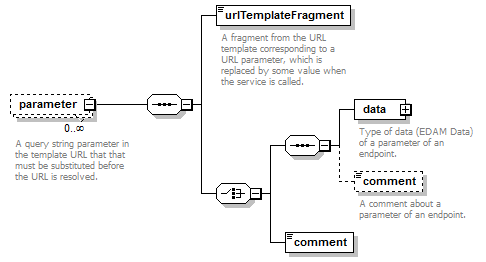 urlTemplateFragment
A fragment from the URL
template corresponding to a
URL parameter, which is
replaced by some value when
the service is called.
parameter
0..∞
A query string parameter in
the template URL that that
must be substituted before
the URL is resolved.
data
Type of data (EDAM Data)
of a parameter of an
endpoint.
comment
A comment about a
parameter of an endpoint.
comment